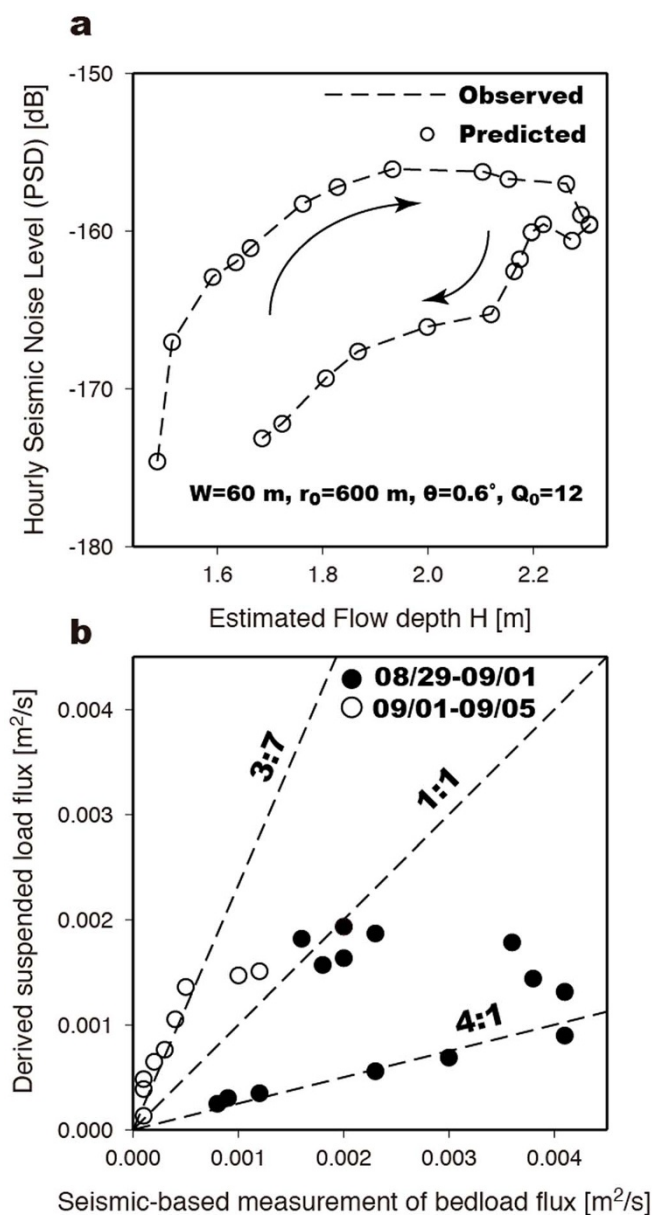 a
-150
-160
-170
-180
Hourly Seismic Noise Level (PSD) [dB]
Observed
Predicted
W=60 m, r₀=600 m, θ=0.6°, Q₀=12
1.6 1.8 2.0 2.2
Estimated Flow depth H [m]
b
0.004
0.003
0.002
0.001
0.000
Derived suspended load flux [m²/s]
08/29-09/01
09/01-09/05
3:7
1:1
4:1
0.000 0.001 0.002 0.003 0.004
Seismic-based measurement of bedload flux [m²/s]